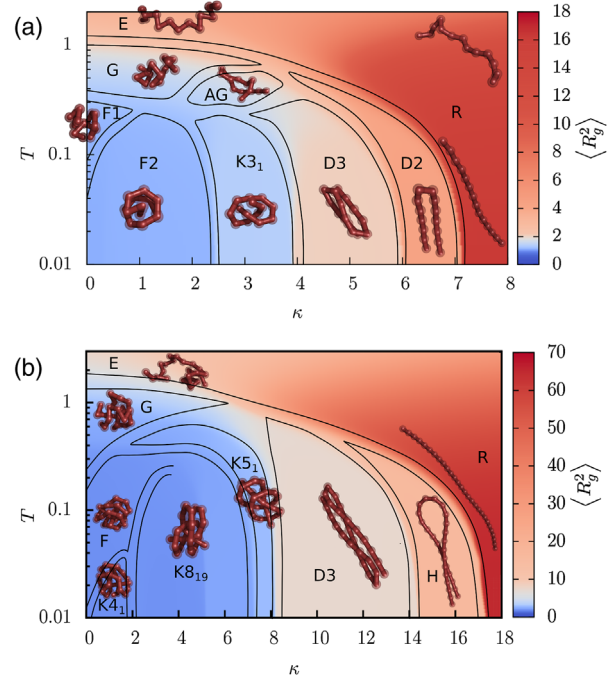 (a)
E
G
F1
AG
R
F2
K3₁
D3
D2
T
1
0.1
0.01
0 1 2 3 4 5 6 7 8
κ
18
16
14
12
10
8
6
4
2
0
⟨R_g^2⟩
(b)
E
G
K5₁
R
F
K8₁₉
D3
H
K4₁
T
1
0.1
0.01
0 2 4 6 8 10 12 14 16 18
κ
70
60
50
40
30
20
10
0
⟨R_g^2⟩